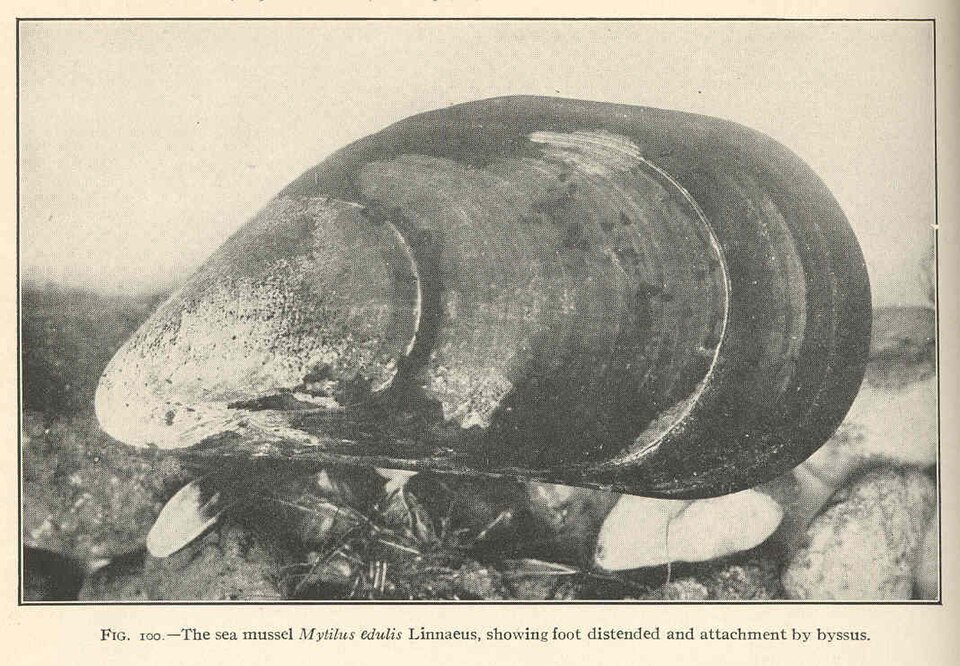 FIG. 100.—The sea mussel Mytilus edulis Linnaeus, showing foot distended and attachment by byssus.